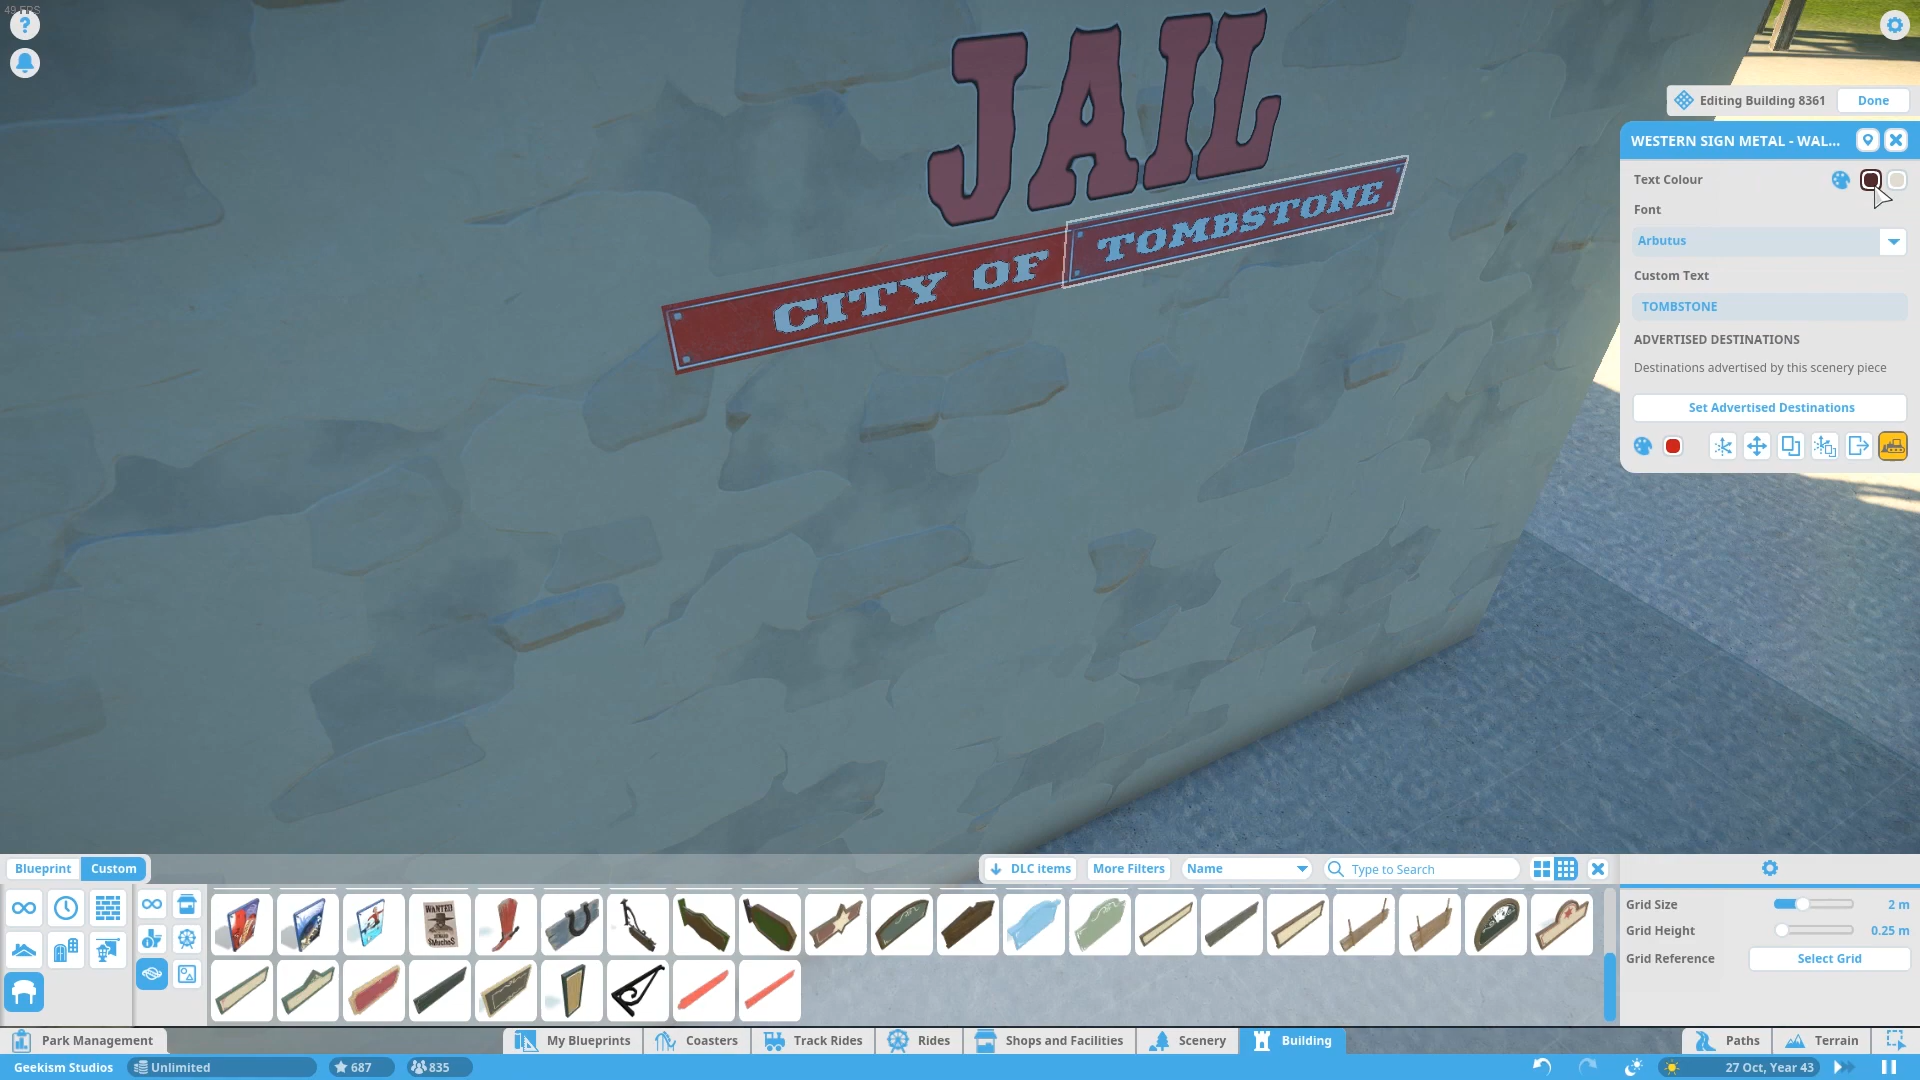 49 FPS
?
JAIL
CITY OF TOMBSTONE
Editing Building 8361
Done
WESTERN SIGN METAL - WAL...
Text Colour
Font
Arbutus
Custom Text
TOMBSTONE
ADVERTISED DESTINATIONS
Destinations advertised by this scenery piece
Set Advertised Destinations
Blueprint
Custom
DLC items
More Filters
Name
Type to Search
WANTED
Grid Size
2 m
Grid Height
0.25 m
Grid Reference
Select Grid
Park Management
My Blueprints
Coasters
Track Rides
Rides
Shops and Facilities
Scenery
Building
Paths
Terrain
Geekism Studios
Unlimited
687
835
27 Oct, Year 43